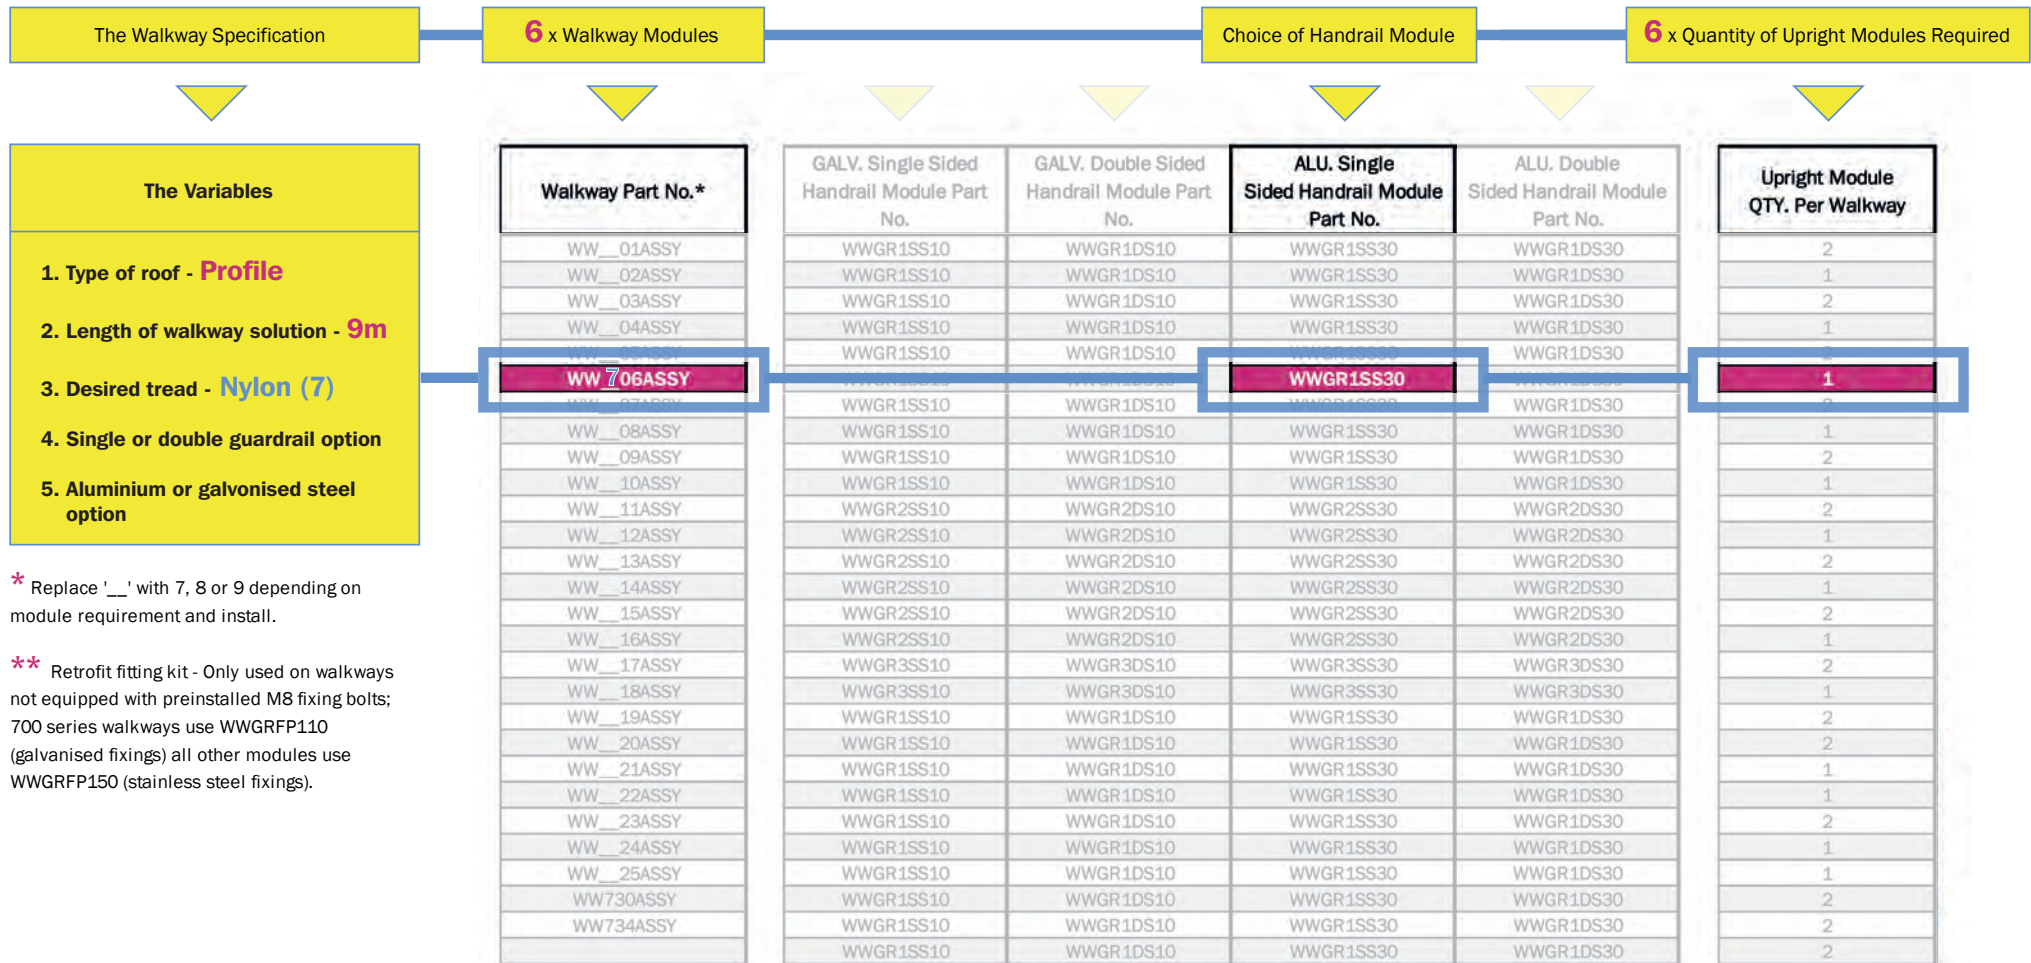 The Walkway Specification
6 x Walkway Modules
Choice of Handrail Module
6 x Quantity of Upright Modules Required
The Variables
1. Type of roof - Profile
2. Length of walkway solution - 9m
3. Desired tread - Nylon (7)
4. Single or double guardrail option
5. Aluminium or galvonised steel
option
* Replace '__' with 7, 8 or 9 depending on
module requirement and install.
** Retrofit fitting kit - Only used on walkways
not equipped with preinstalled M8 fixing bolts;
700 series walkways use WWGRFP110
(galvanised fixings) all other modules use
WWGRFP150 (stainless steel fixings).
Walkway Part No.*
GALV. Single Sided
Handrail Module Part
No.
GALV. Double Sided
Handrail Module Part
No.
ALU. Single
Sided Handrail Module
Part No.
ALU. Double
Sided Handrail Module
Part No.
Upright Module
QTY. Per Walkway
WW__01ASSY WWGR1SS10 WWGR1DS10 WWGR1SS30 WWGR1DS30 2
WW__02ASSY WWGR1SS10 WWGR1DS10 WWGR1SS30 WWGR1DS30 1
WW__03ASSY WWGR1SS10 WWGR1DS10 WWGR1SS30 WWGR1DS30 2
WW__04ASSY WWGR1SS10 WWGR1DS10 WWGR1SS30 WWGR1DS30 1
WW__05ASSY WWGR1SS10 WWGR1DS10 WWGR1SS30 WWGR1DS30 2
WW_706ASSY WWGR1SS30 1
WW__07ASSY WWGR1SS10 WWGR1DS10 WWGR1SS30 WWGR1DS30 2
WW__08ASSY WWGR1SS10 WWGR1DS10 WWGR1SS30 WWGR1DS30 1
WW__09ASSY WWGR1SS10 WWGR1DS10 WWGR1SS30 WWGR1DS30 2
WW__10ASSY WWGR1SS10 WWGR1DS10 WWGR1SS30 WWGR1DS30 1
WW__11ASSY WWGR2SS10 WWGR2DS10 WWGR2SS30 WWGR2DS30 2
WW__12ASSY WWGR2SS10 WWGR2DS10 WWGR2SS30 WWGR2DS30 1
WW__13ASSY WWGR2SS10 WWGR2DS10 WWGR2SS30 WWGR2DS30 2
WW__14ASSY WWGR2SS10 WWGR2DS10 WWGR2SS30 WWGR2DS30 1
WW__15ASSY WWGR2SS10 WWGR2DS10 WWGR2SS30 WWGR2DS30 2
WW__16ASSY WWGR2SS10 WWGR2DS10 WWGR2SS30 WWGR2DS30 1
WW__17ASSY WWGR3SS10 WWGR3DS10 WWGR3SS30 WWGR3DS30 2
WW__18ASSY WWGR3SS10 WWGR3DS10 WWGR3SS30 WWGR3DS30 1
WW__19ASSY WWGR1SS10 WWGR1DS10 WWGR1SS30 WWGR1DS30 2
WW__20ASSY WWGR1SS10 WWGR1DS10 WWGR1SS30 WWGR1DS30 2
WW__21ASSY WWGR1SS10 WWGR1DS10 WWGR1SS30 WWGR1DS30 1
WW__22ASSY WWGR1SS10 WWGR1DS10 WWGR1SS30 WWGR1DS30 1
WW__23ASSY WWGR1SS10 WWGR1DS10 WWGR1SS30 WWGR1DS30 2
WW__24ASSY WWGR1SS10 WWGR1DS10 WWGR1SS30 WWGR1DS30 1
WW__25ASSY WWGR1SS10 WWGR1DS10 WWGR1SS30 WWGR1DS30 1
WW730ASSY WWGR1SS10 WWGR1DS10 WWGR1SS30 WWGR1DS30 2
WW734ASSY WWGR1SS10 WWGR1DS10 WWGR1SS30 WWGR1DS30 2
WWGR1SS10 WWGR1DS10 WWGR1SS30 WWGR1DS30 2